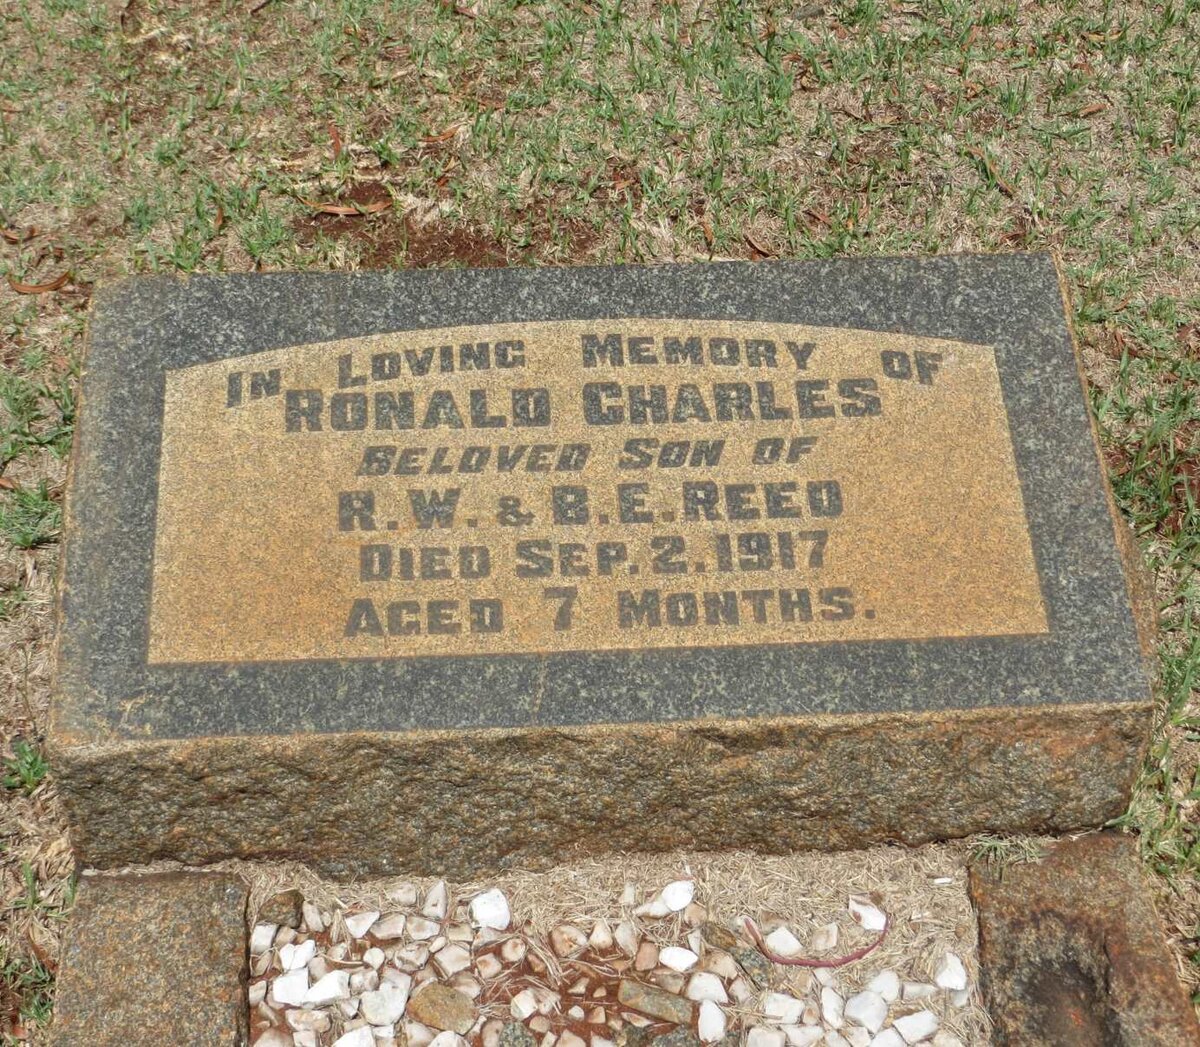 IN LOVING MEMORY OF
RONALD CHARLES
BELOVED SON OF
R.W. & B.E. REED
DIED SEP. 2. 1917
AGED 7 MONTHS.